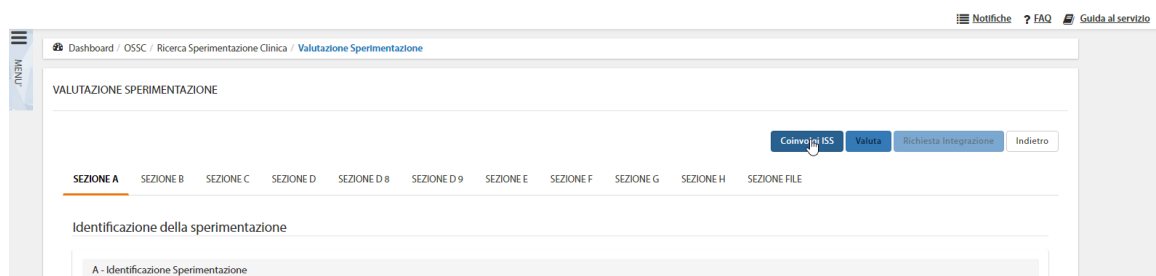 Notifiche ? FAQ Guida al servizio
MENU'
Dashboard / OSSC / Ricerca Sperimentazione Clinica / Valutazione Sperimentazione
VALUTAZIONE SPERIMENTAZIONE
Coinvolgi ISS Valuta Richiesta Integrazione Indietro
SEZIONE A SEZIONE B SEZIONE C SEZIONE D SEZIONE D 8 SEZIONE D 9 SEZIONE E SEZIONE F SEZIONE G SEZIONE H SEZIONE FILE
Identificazione della sperimentazione
A - Identificazione Sperimentazione